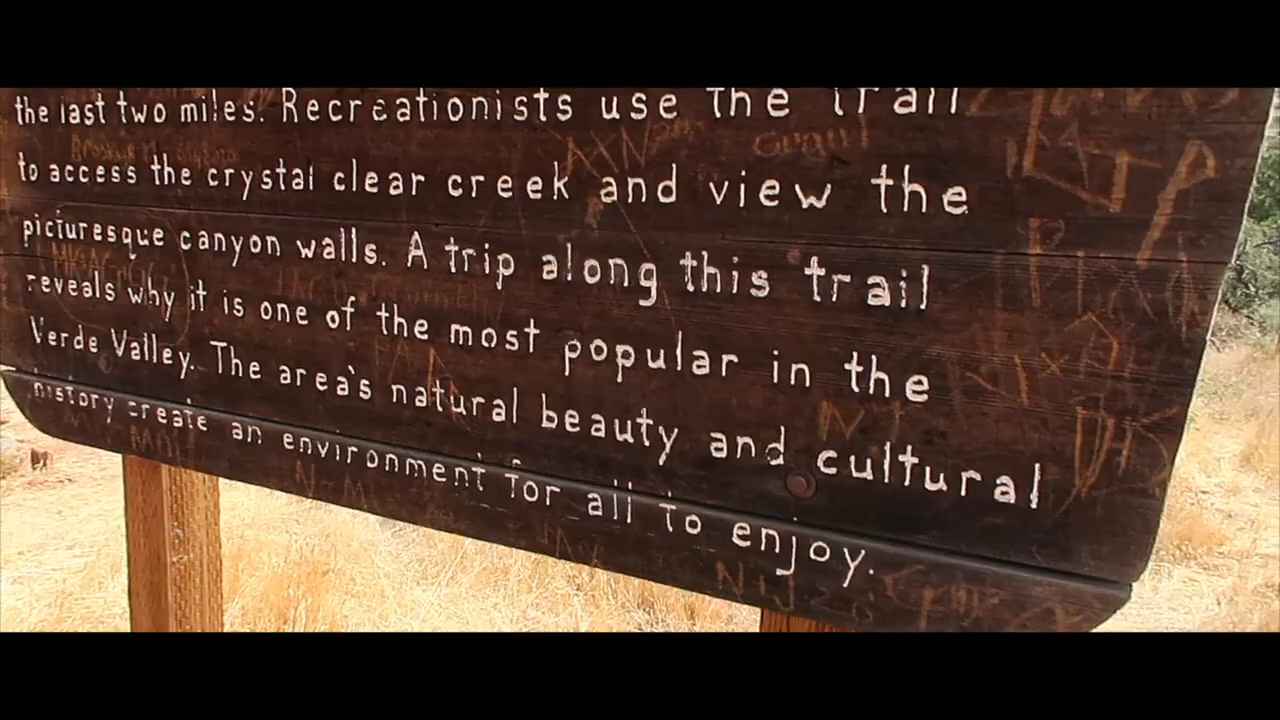 the last two miles. Recreationists use the trail
to access the crystal clear creek and view the
picturesque canyon walls. A trip along this trail
reveals why it is one of the most popular in the
Verde Valley. The area's natural beauty and cultural
history create an environment for all to enjoy.